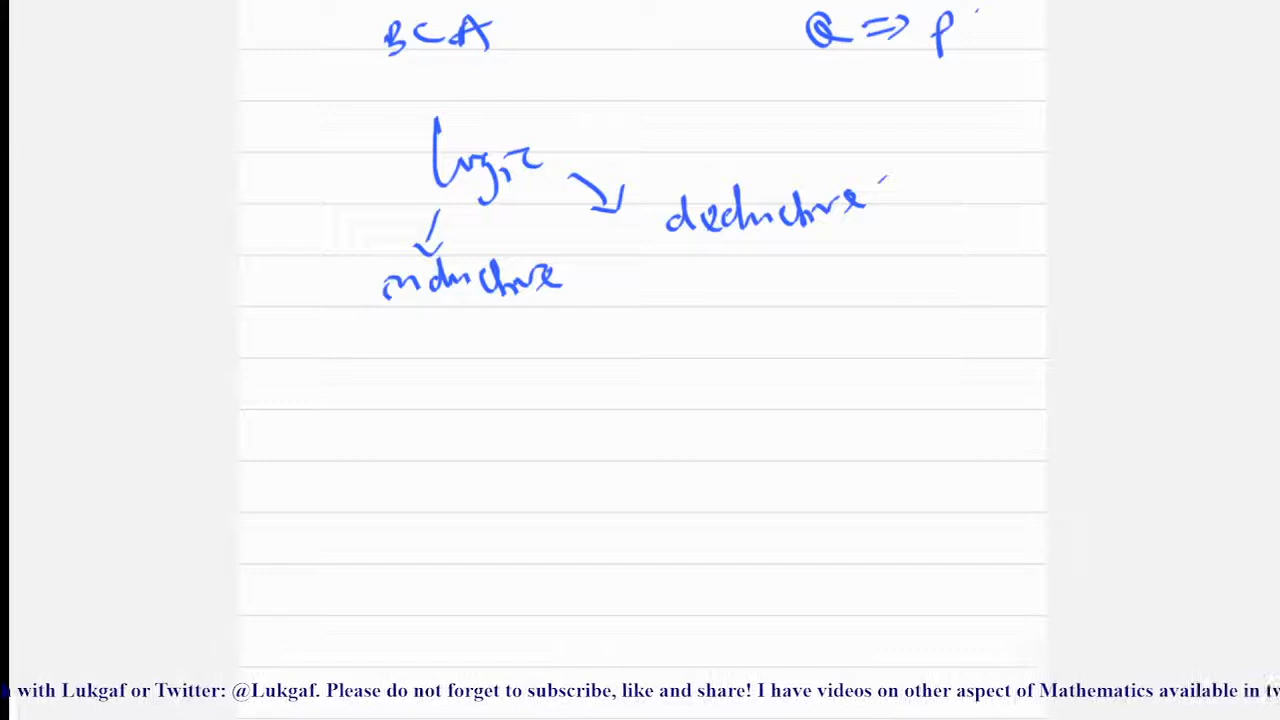 B ⊂ A Q ⇒ P
Logic
deductive
inductive
with Lukgaf or Twitter: @Lukgaf. Please do not forget to subscribe, like and share! I have videos on other aspect of Mathematics available in